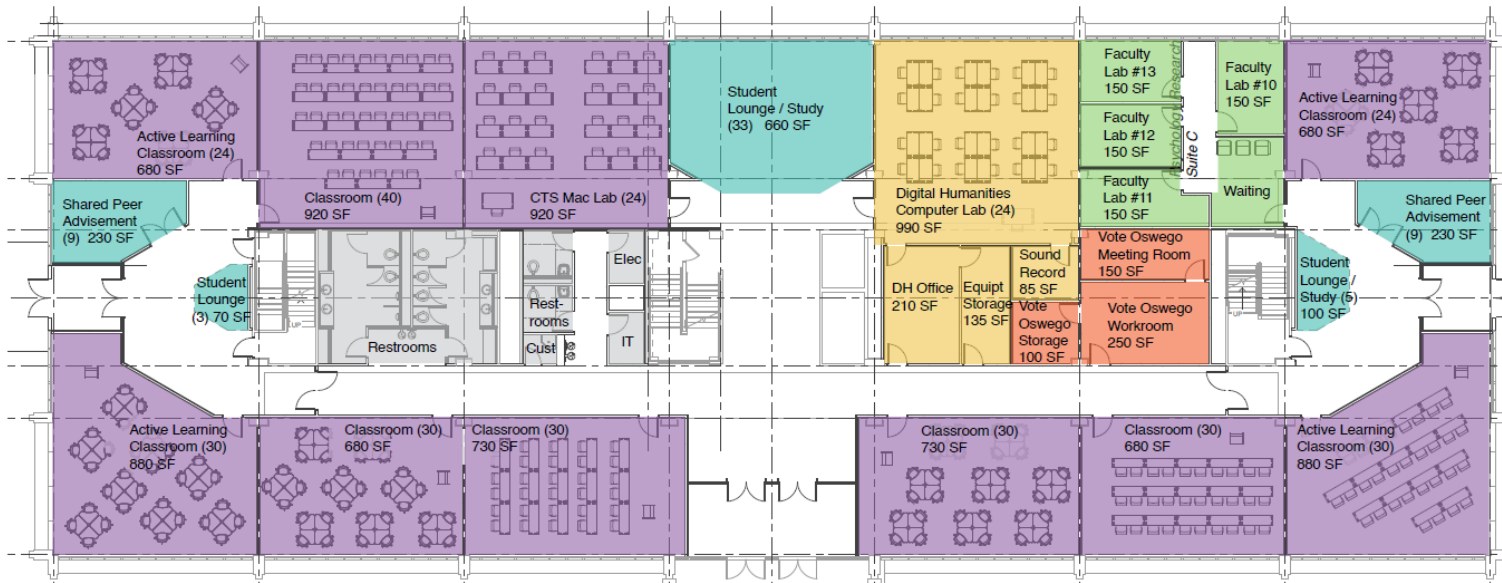 Active Learning
Classroom (24)
680 SF
Classroom (40)
920 SF
CTS Mac Lab (24)
920 SF
Student
Lounge / Study
(33) 660 SF
Digital Humanities
Computer Lab (24)
990 SF
Faculty
Lab #13
150 SF
Faculty
Lab #12
150 SF
Faculty
Lab #11
150 SF
Psychology Research
Suite C
Faculty
Lab #10
150 SF
Waiting
Active Learning
Classroom (24)
680 SF
Shared Peer
Advisement
(9) 230 SF
Student
Lounge
(3) 70 SF
UP
Restrooms
Rest-
rooms
Cust
Elec
IT
DH Office
210 SF
Equipt
Storage
135 SF
Sound
Record
85 SF
Vote
Oswego
Storage
100 SF
Vote Oswego
Meeting Room
150 SF
Vote Oswego
Workroom
250 SF
UP
Student
Lounge /
Study (5)
100 SF
Shared Peer
Advisement
(9) 230 SF
Active Learning
Classroom (30)
880 SF
Classroom (30)
680 SF
Classroom (30)
730 SF
Classroom (30)
730 SF
Classroom (30)
680 SF
Active Learning
Classroom (30)
880 SF